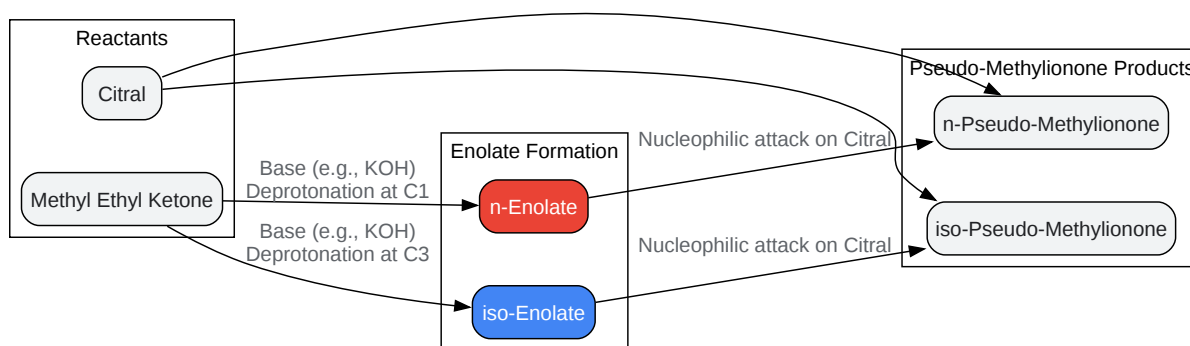 Reactants
Citral
Methyl Ethyl Ketone
Base (e.g., KOH)
Deprotonation at C1
Base (e.g., KOH)
Deprotonation at C3
Enolate Formation
n-Enolate
iso-Enolate
Nucleophilic attack on Citral
Nucleophilic attack on Citral
Pseudo-Methylionone Products
n-Pseudo-Methylionone
iso-Pseudo-Methylionone